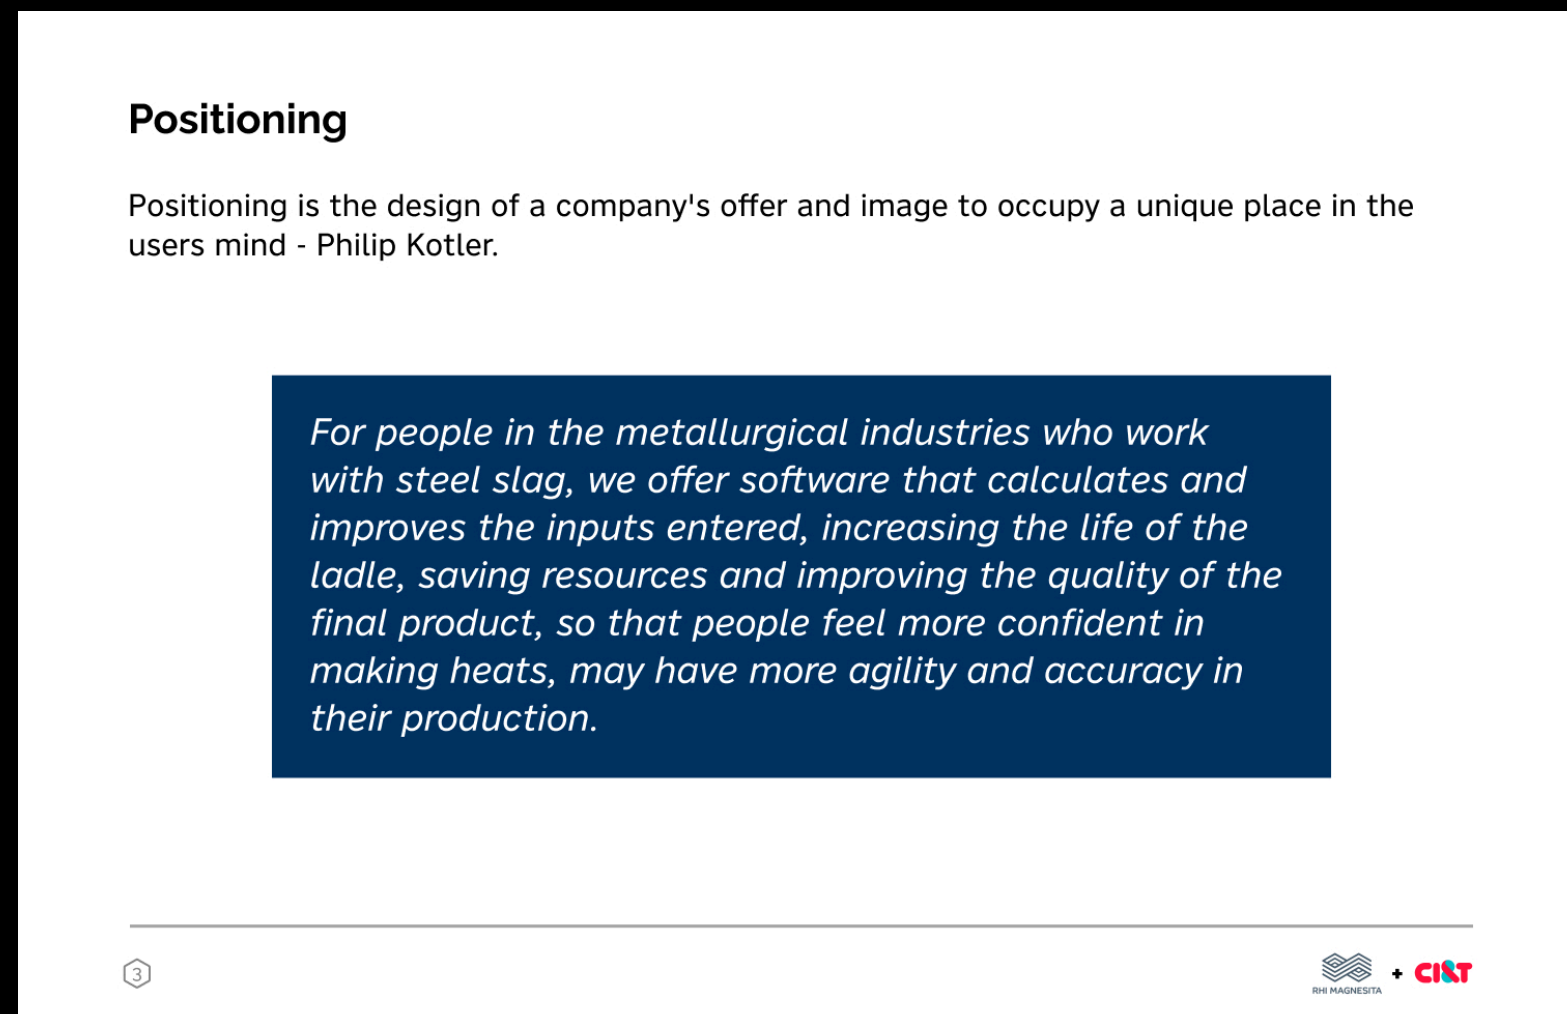 Positioning
Positioning is the design of a company's offer and image to occupy a unique place in the
users mind - Philip Kotler.
For people in the metallurgical industries who work
with steel slag, we offer software that calculates and
improves the inputs entered, increasing the life of the
ladle, saving resources and improving the quality of the
final product, so that people feel more confident in
making heats, may have more agility and accuracy in
their production.
3
RHI MAGNESITA + CI&T